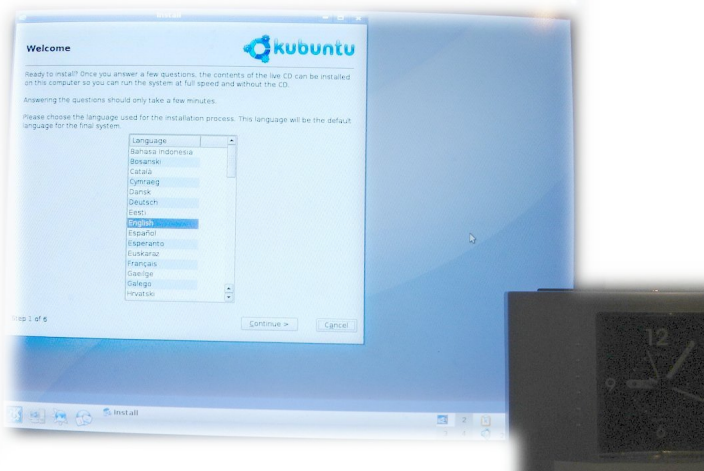 Install
Welcome
kubuntu
Ready to install? Once you answer a few questions, the contents of the live CD can be installed
on this computer so you can run the system at full speed and without the CD.
Answering the questions should only take a few minutes.
Please choose the language used for the installation process. This language will be the default
language for the final system.
Language
Bahasa Indonesia
Bosanski
Català
Cymraeg
Dansk
Deutsch
Eesti
English
Español
Esperanto
Euskaraz
Français
Gaeilge
Galego
Hrvatski
Step 1 of 6
Continue >
Cancel
Install
2
12
9
6